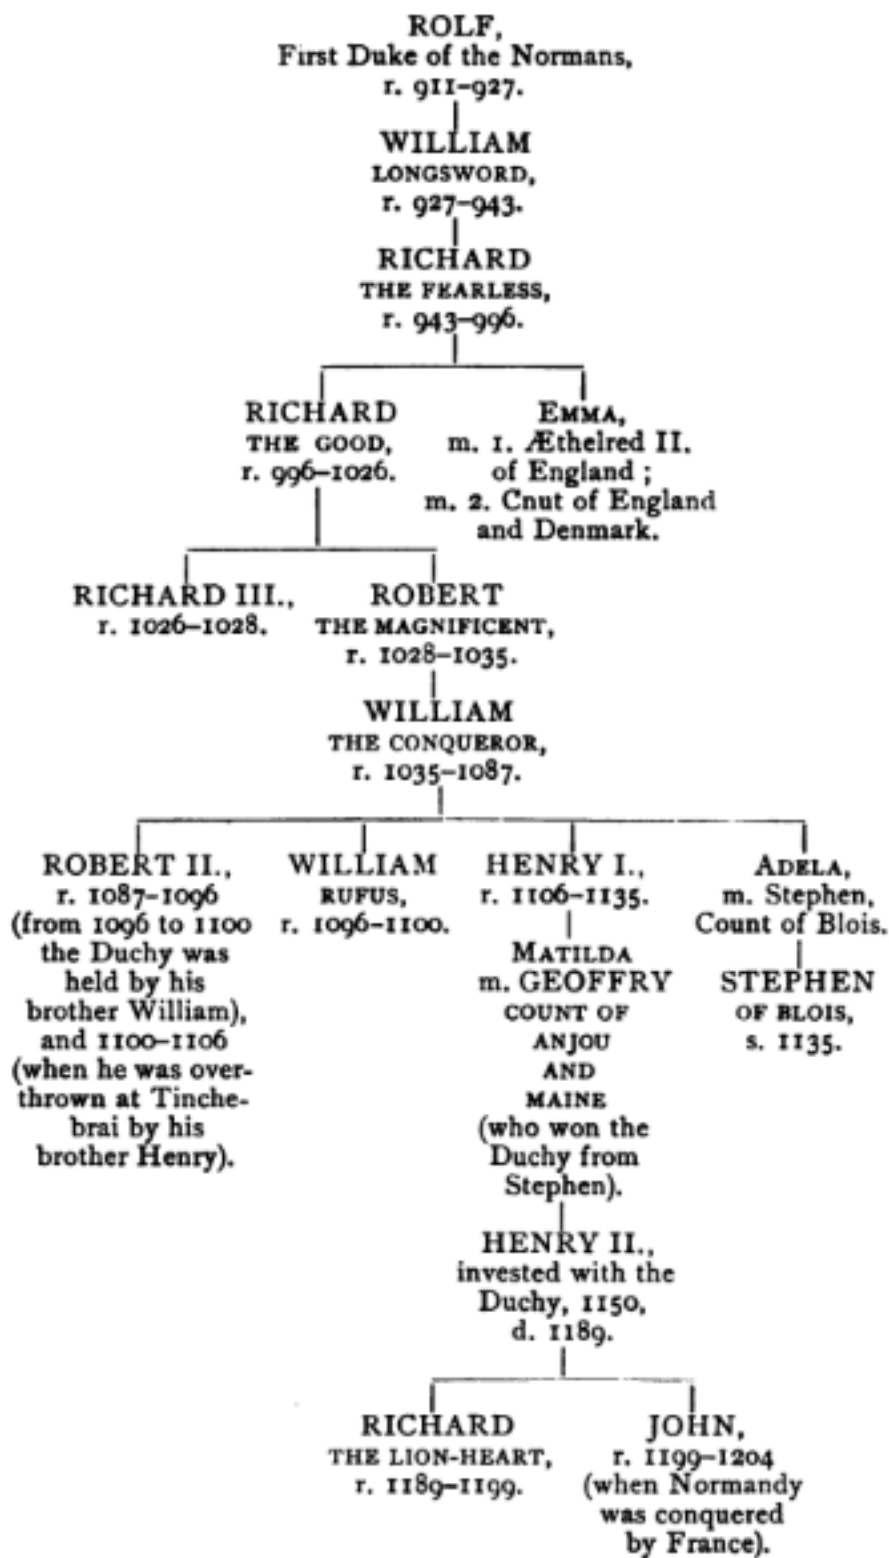 ROLF,
First Duke of the Normans,
r. 911–927.
WILLIAM
LONGSWORD,
r. 927–943.
RICHARD
THE FEARLESS,
r. 943–996.
RICHARD
THE GOOD,
r. 996–1026.
EMMA,
m. 1. Æthelred II.
of England ;
m. 2. Cnut of England
and Denmark.
RICHARD III.,
r. 1026–1028.
ROBERT
THE MAGNIFICENT,
r. 1028–1035.
WILLIAM
THE CONQUEROR,
r. 1035–1087.
ROBERT II.,
r. 1087–1096
(from 1096 to 1100
the Duchy was
held by his
brother William),
and 1100–1106
(when he was over-
thrown at Tinche-
brai by his
brother Henry).
WILLIAM
RUFUS,
r. 1096–1100.
HENRY I.,
r. 1106–1135.
MATILDA
m. GEOFFRY
COUNT OF
ANJOU
AND
MAINE
(who won the
Duchy from
Stephen).
ADELA,
m. Stephen,
Count of Blois.
STEPHEN
OF BLOIS,
s. 1135.
HENRY II.,
invested with the
Duchy, 1150,
d. 1189.
RICHARD
THE LION-HEART,
r. 1189–1199.
JOHN,
r. 1199–1204
(when Normandy
was conquered
by France).